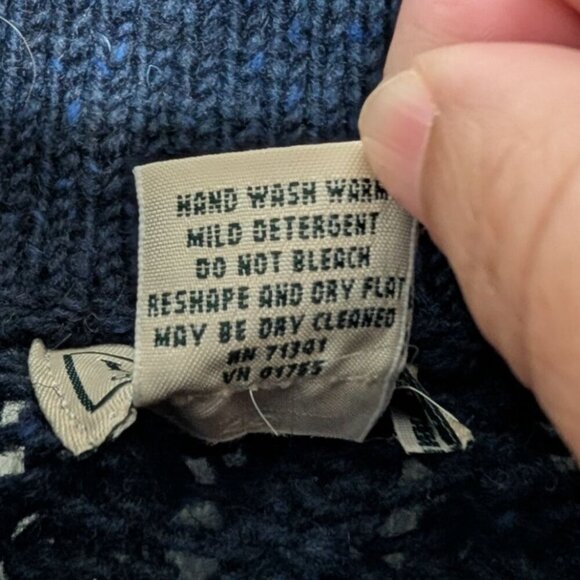 HAND WASH WARM
MILD DETERGENT
DO NOT BLEACH
RESHAPE AND DRY FLAT
MAY BE DRY CLEANED
RN 71341
VN 01755